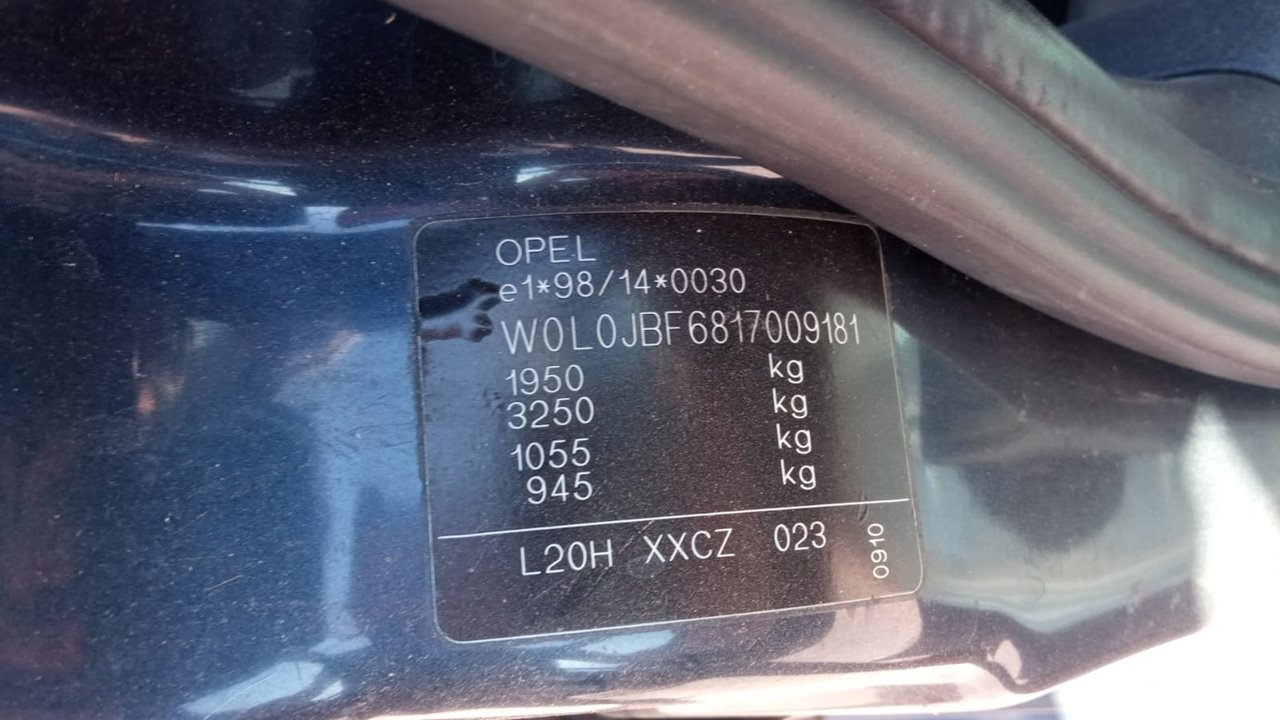 OPEL
e1*98/14*0030
W0L0JBF6817009181
1950 kg
3250 kg
1055 kg
945 kg
L20H XXCZ 023
0910